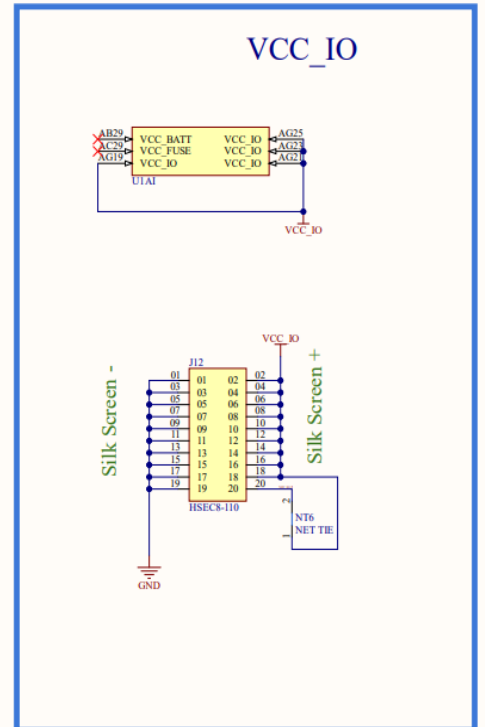 VCC_IO
AB29 VCC_BATT VCC_IO AG25
AC29 VCC_FUSE VCC_IO AG23
AG19 VCC_IO VCC_IO AG21
U1AI
VCC_IO
VCC_IO
J12
Silk Screen -
Silk Screen +
01 01 02 02
03 03 04 04
05 05 06 06
07 07 08 08
09 09 10 10
11 11 12 12
13 13 14 14
15 15 16 16
17 17 18 18
19 19 20 20
HSEC8-110
2
NT6
NET TIE
1
GND